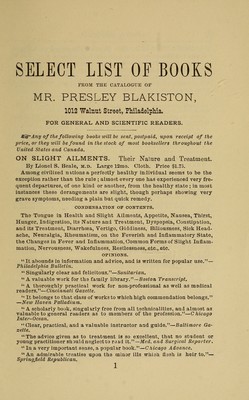 SELECT LIST OF BOOKS
FROM THE CATALOGUE OF
MR. PRESLEY BLAKISTON,
1012 Walnut Street, Philadelphia.
FOR GENERAL AND SCIENTIFIC READERS.
Any of the following books will be sent, postpaid, upon receipt of the
price, or they will be found in the stock of most booksellers throughout the
United States and Canada.
ON SLIGHT AILMENTS. Their Nature and Treatment.
By Lionel S. Beale, M.D. Large 12mo. Cloth. Price $1.75.
Among civilized nations a perfectly healthy individual seems to be the
exception rather than the rule; almost every one has experienced very fre-
quent departures, of one kind or another, from the healthy state; in most
instances these derangements are slight, though perhaps showing very
grave symptoms, needing a plain but quick remedy.
CONDENSATION OF CONTENTS.
The Tongue in Health and Slight Ailments, Appetite, Nausea, Thirst,
Hunger, Indigestion, its Nature and Treatment, Dyspepsia, Constipation,
and its Treatment, Diarrhœa, Vertigo, Giddiness, Biliousness, Sick Head-
ache, Neuralgia, Rheumatism, on the Feverish and Inflammatory State,
the Changes in Fever and Inflammation, Common Forms of Slight Inflam-
mation, Nervousness, Wakefulness, Restlessness, etc., etc.
OPINIONS.
"It abounds in information and advice, and is written for popular use."—
Philadelphia Bulletin.
"Singularly clear and felicitous."—Sanitarian.
"A valuable work for the family library."—Boston Transcript.
"A thoroughly practical work for non-professional as well as medical
readers."—Cincinnati Gazette.
"It belongs to that class of works to which high commendation belongs."
—New Haven Palladium.
"A scholarly book, singularly free from all technicalities, and almost as
valuable to general readers as to members of the profession."—Chicago
Inter-Ocean.
"Clear, practical, and a valuable instructor and guide."—Baltimore Ga-
zette.
"The advice given as to treatment is so excellent, that no student or
young practitioner should neglect to read it."—Med. and Surgical Reporter.
"In a very important sense, a popular book."—Chicago Advance.
"An admirable treatise upon the minor ills which flesh is heir to."—
Springfield Republican.
1